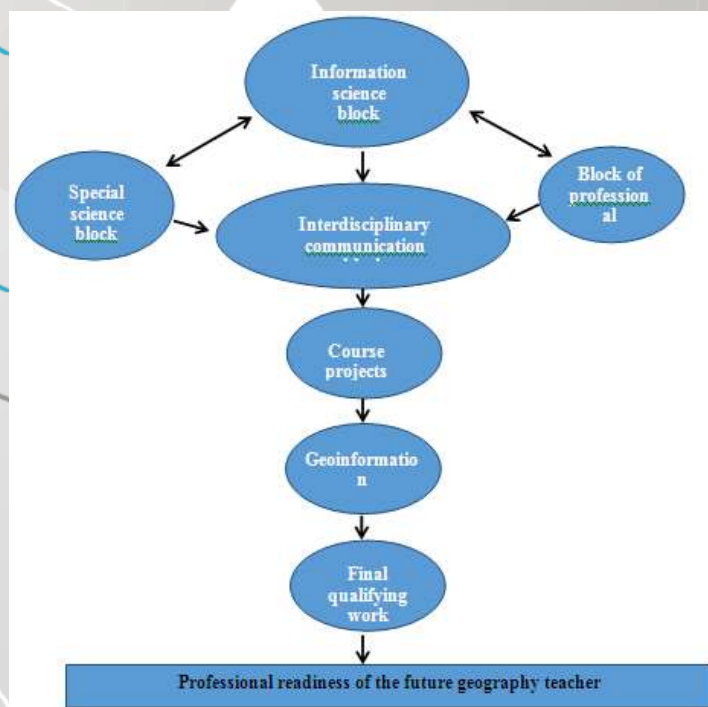 Information
science
block
Special
science
block
Block of
profession
al
Interdisciplinary
communication
Course
projects
Geoinformatio
n
Final
qualifying
work
Professional readiness of the future geography teacher